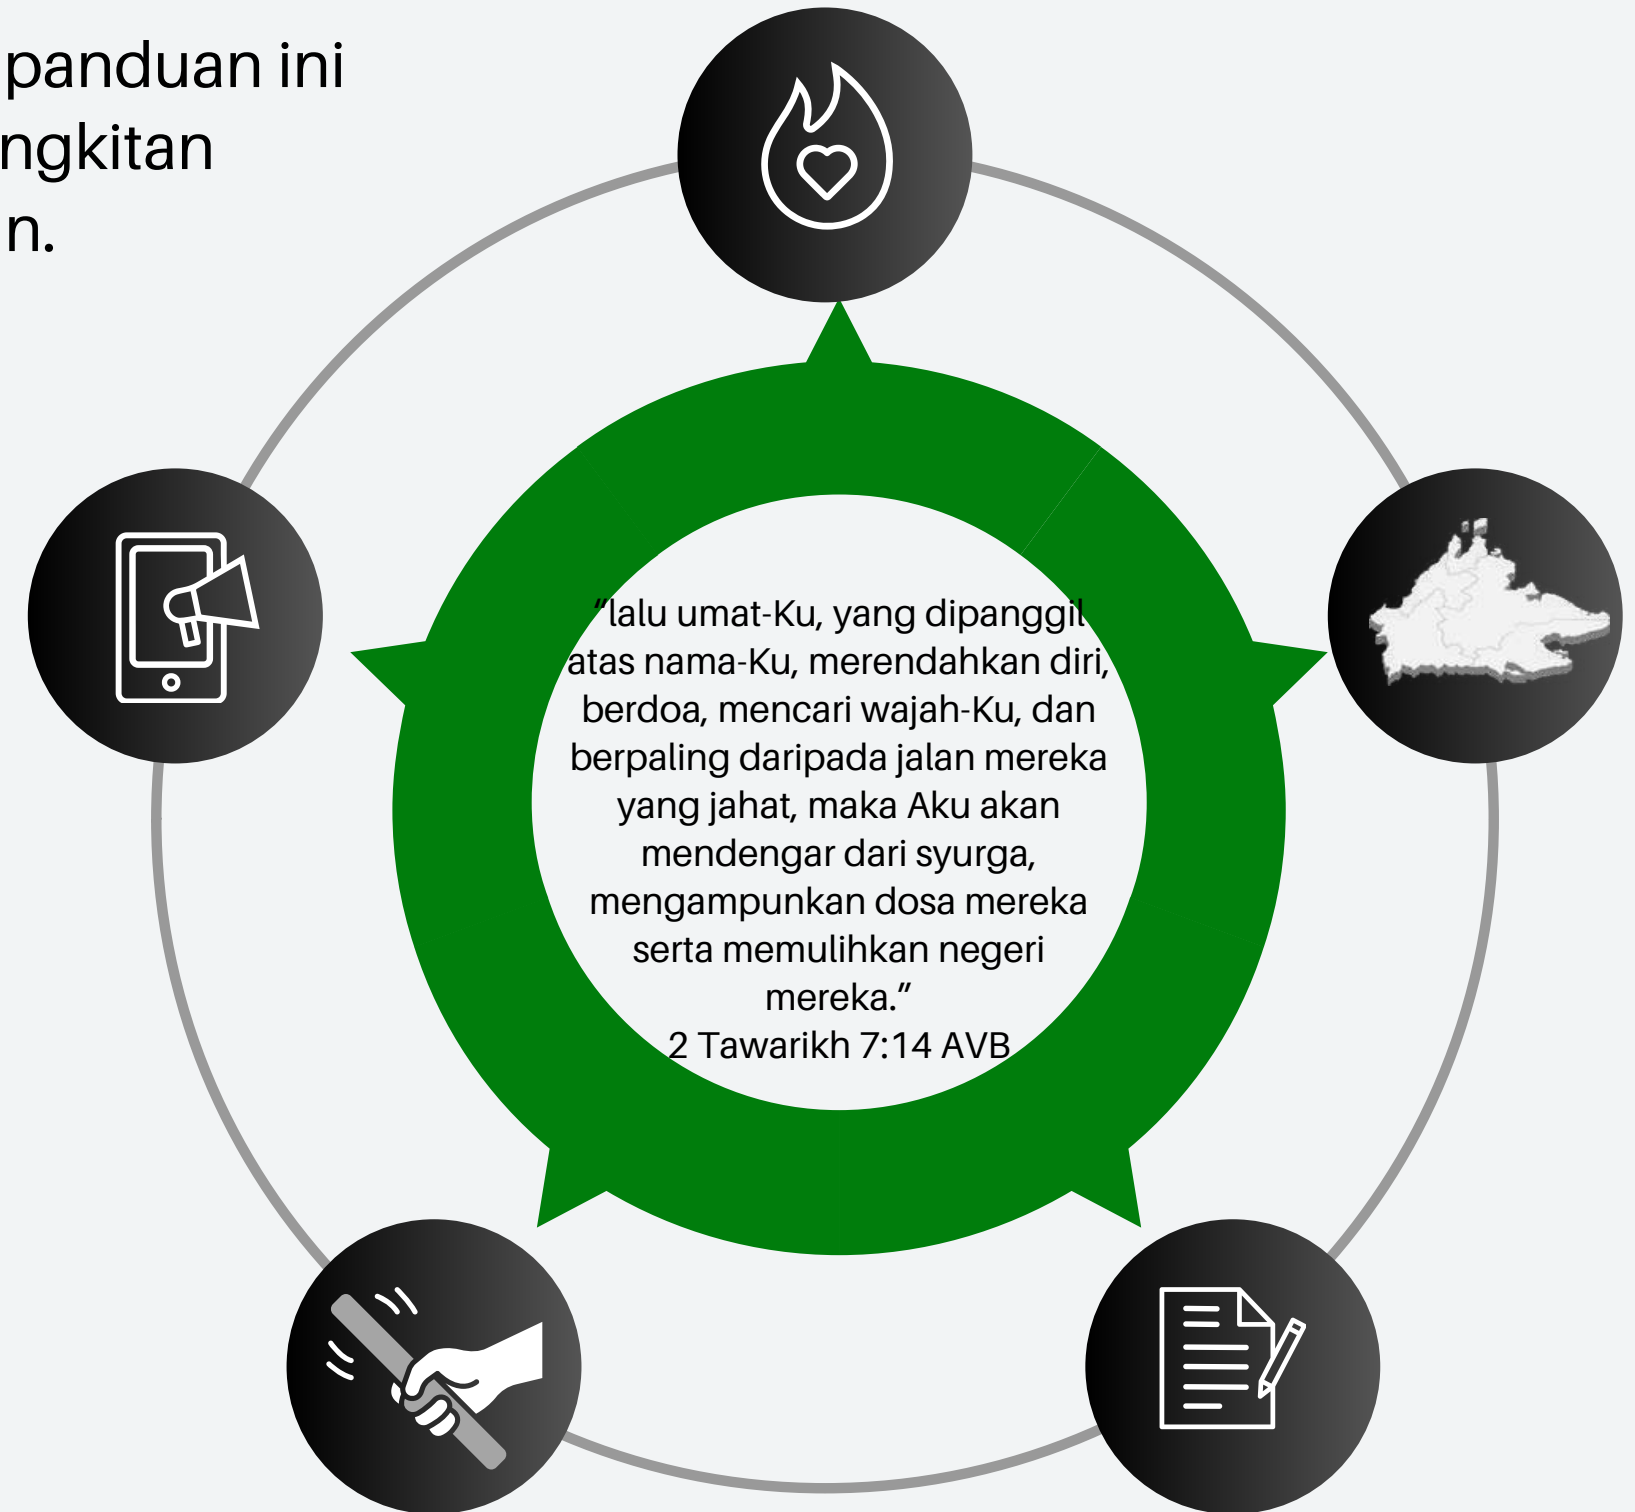 panduan ini
ngkitan
n.
“lalu umat-Ku, yang dipanggil
atas nama-Ku, merendahkan diri,
berdoa, mencari wajah-Ku, dan
berpaling daripada jalan mereka
yang jahat, maka Aku akan
mendengar dari syurga,
mengampunkan dosa mereka
serta memulihkan negeri
mereka.”
2 Tawarikh 7:14 AVB